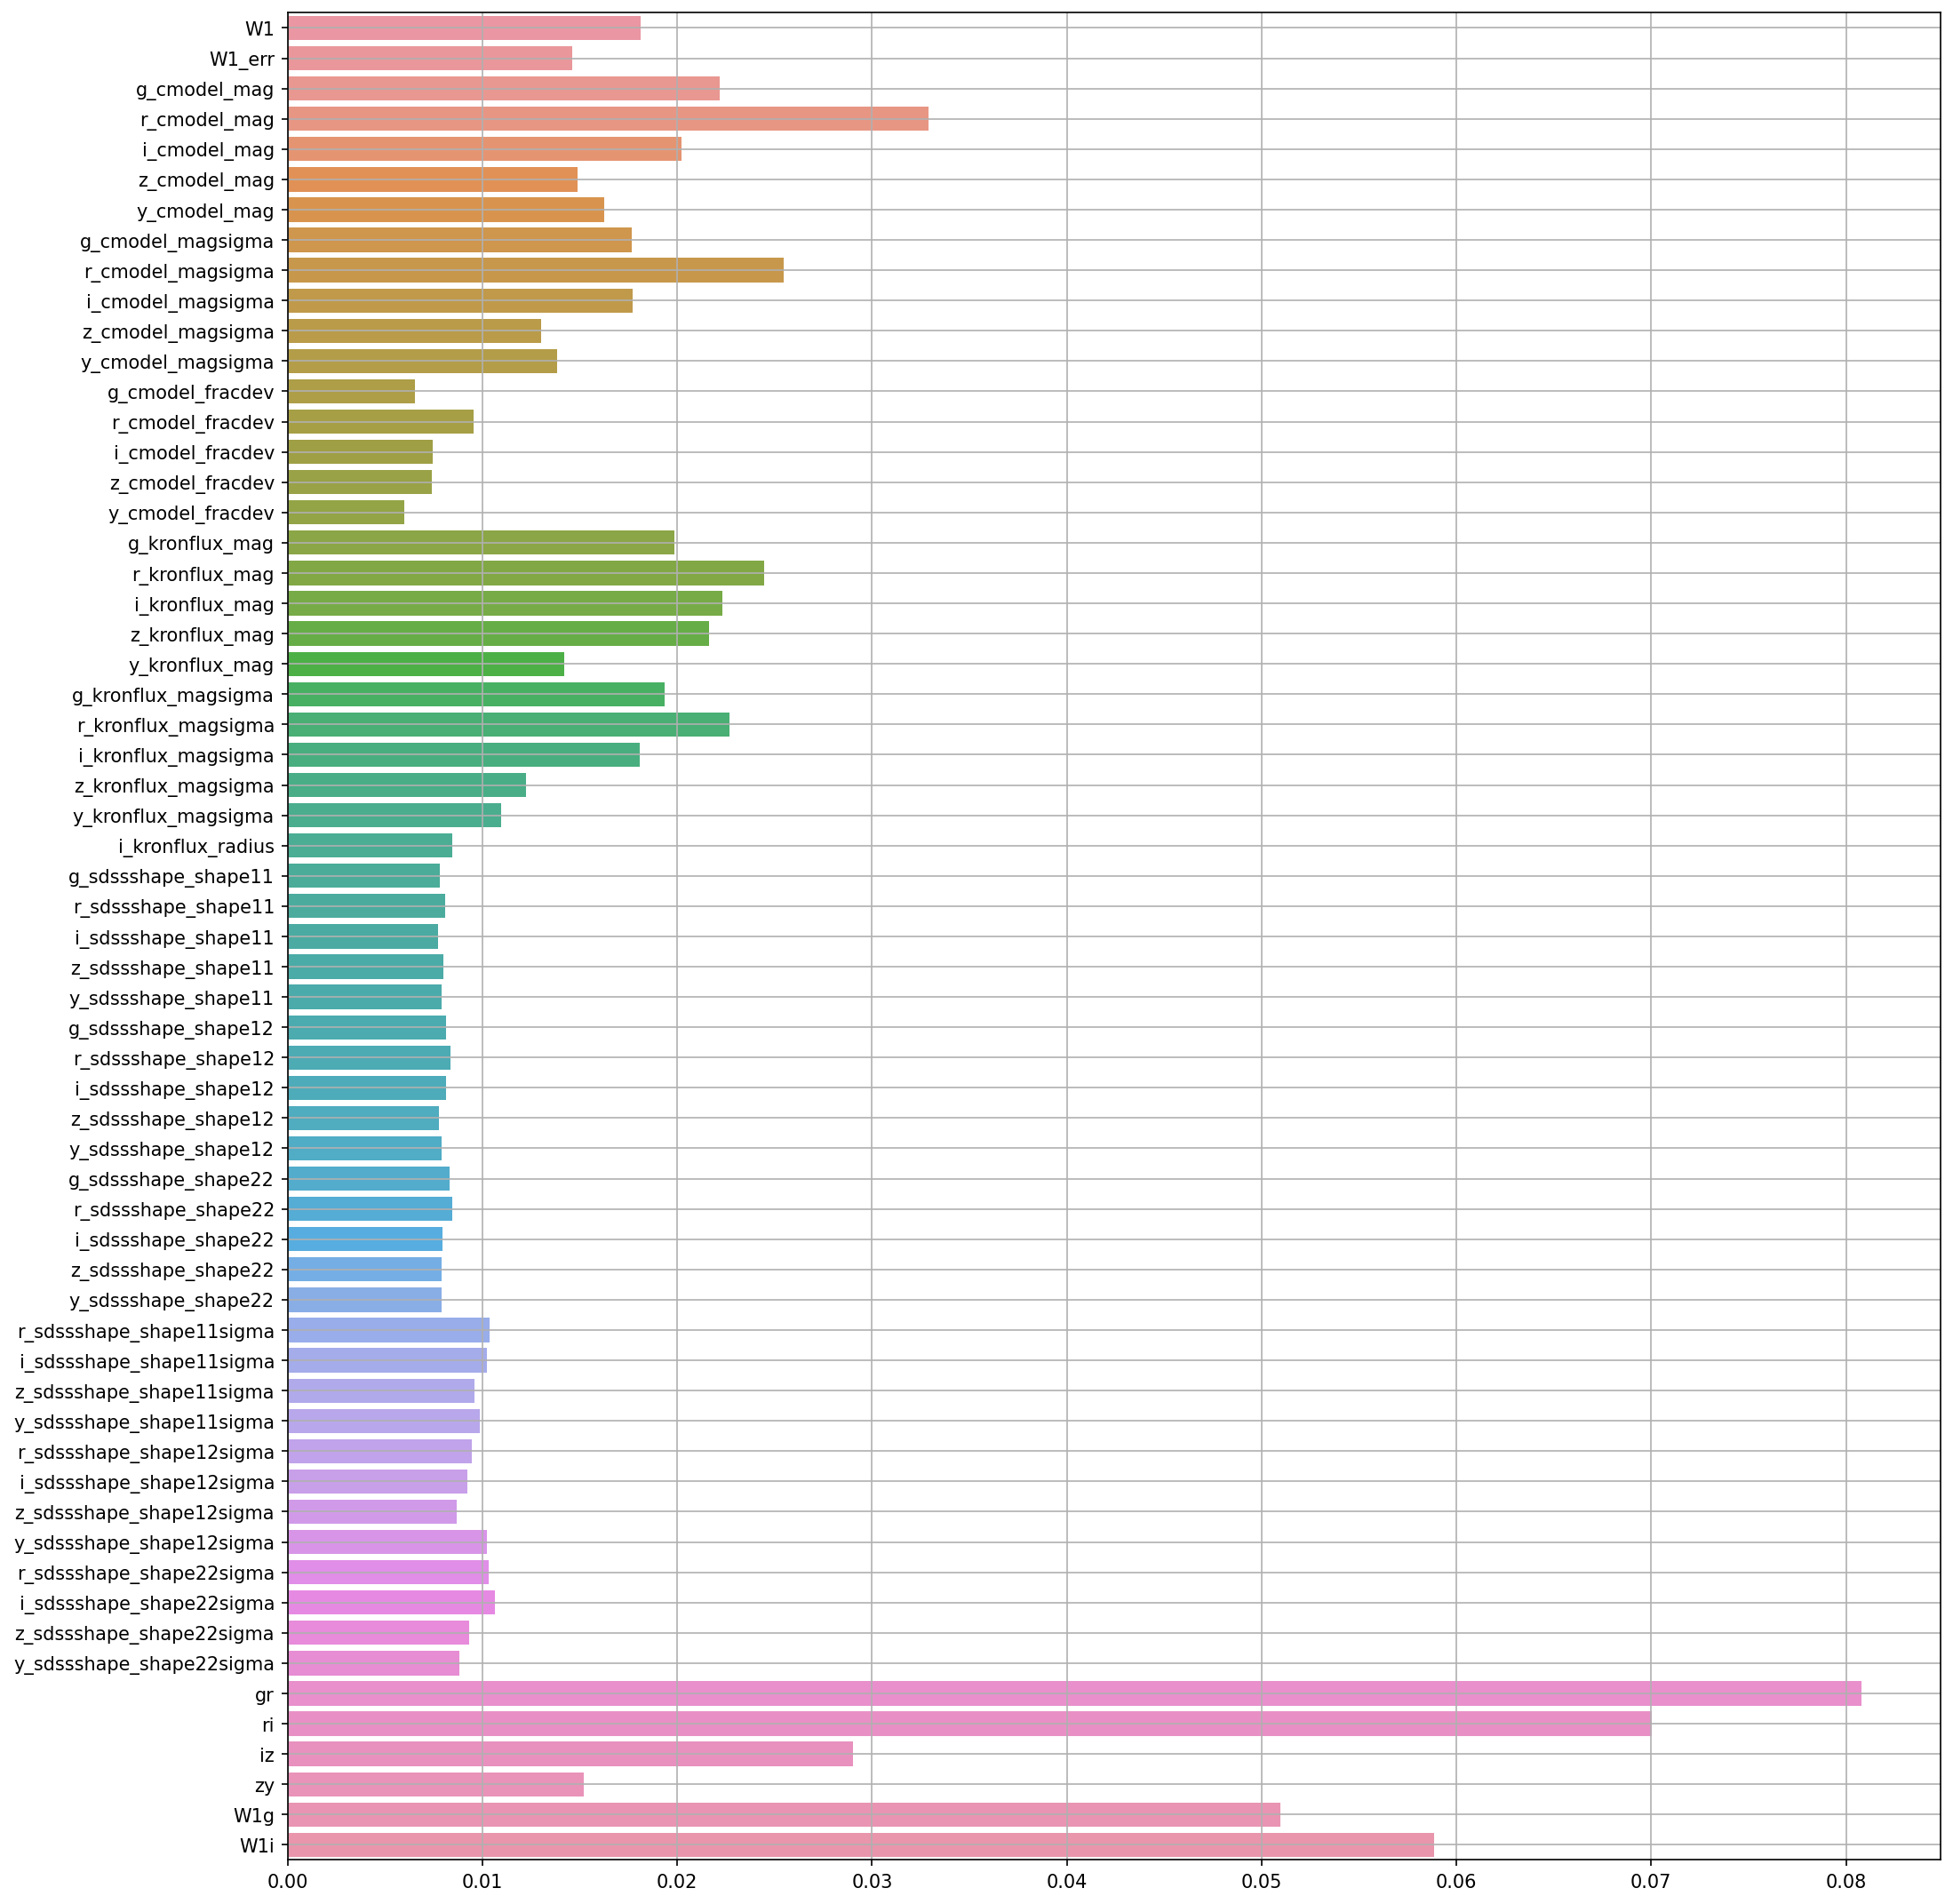 W1
W1_err
g_cmodel_mag
r_cmodel_mag
i_cmodel_mag
z_cmodel_mag
y_cmodel_mag
g_cmodel_magsigma
r_cmodel_magsigma
i_cmodel_magsigma
z_cmodel_magsigma
y_cmodel_magsigma
g_cmodel_fracdev
r_cmodel_fracdev
i_cmodel_fracdev
z_cmodel_fracdev
y_cmodel_fracdev
g_kronflux_mag
r_kronflux_mag
i_kronflux_mag
z_kronflux_mag
y_kronflux_mag
g_kronflux_magsigma
r_kronflux_magsigma
i_kronflux_magsigma
z_kronflux_magsigma
y_kronflux_magsigma
i_kronflux_radius
g_sdssshape_shape11
r_sdssshape_shape11
i_sdssshape_shape11
z_sdssshape_shape11
y_sdssshape_shape11
g_sdssshape_shape12
r_sdssshape_shape12
i_sdssshape_shape12
z_sdssshape_shape12
y_sdssshape_shape12
g_sdssshape_shape22
r_sdssshape_shape22
i_sdssshape_shape22
z_sdssshape_shape22
y_sdssshape_shape22
r_sdssshape_shape11sigma
i_sdssshape_shape11sigma
z_sdssshape_shape11sigma
y_sdssshape_shape11sigma
r_sdssshape_shape12sigma
i_sdssshape_shape12sigma
z_sdssshape_shape12sigma
y_sdssshape_shape12sigma
r_sdssshape_shape22sigma
i_sdssshape_shape22sigma
z_sdssshape_shape22sigma
y_sdssshape_shape22sigma
gr
ri
iz
zy
W1g
W1i
0.00 0.01 0.02 0.03 0.04 0.05 0.06 0.07 0.08